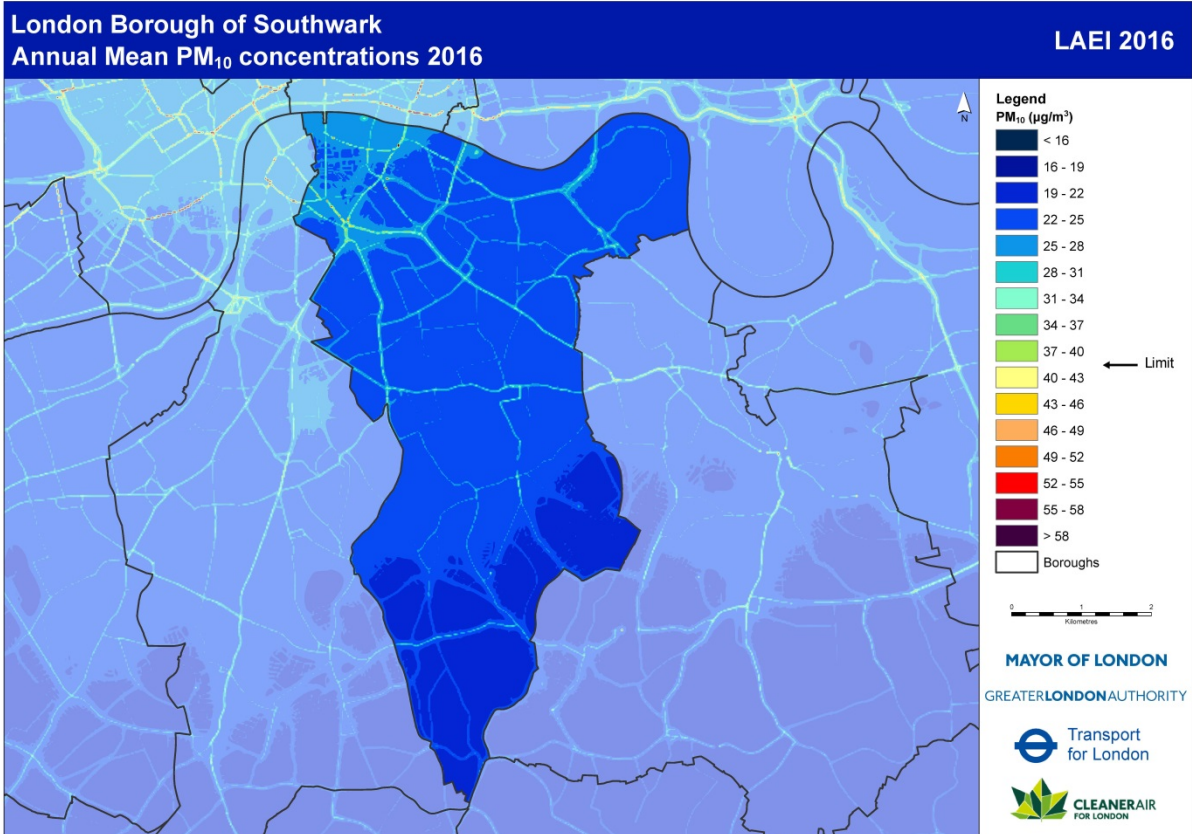 London Borough of Southwark
Annual Mean PM₁₀ concentrations 2016
LAEI 2016
N
Legend
PM₁₀ (µg/m³)
< 16
16 - 19
19 - 22
22 - 25
25 - 28
28 - 31
31 - 34
34 - 37
37 - 40
Limit
40 - 43
43 - 46
46 - 49
49 - 52
52 - 55
55 - 58
> 58
Boroughs
0 1 2
Kilometres
MAYOR OF LONDON
GREATERLONDONAUTHORITY
Transport
for London
CLEANERAIR
FOR LONDON